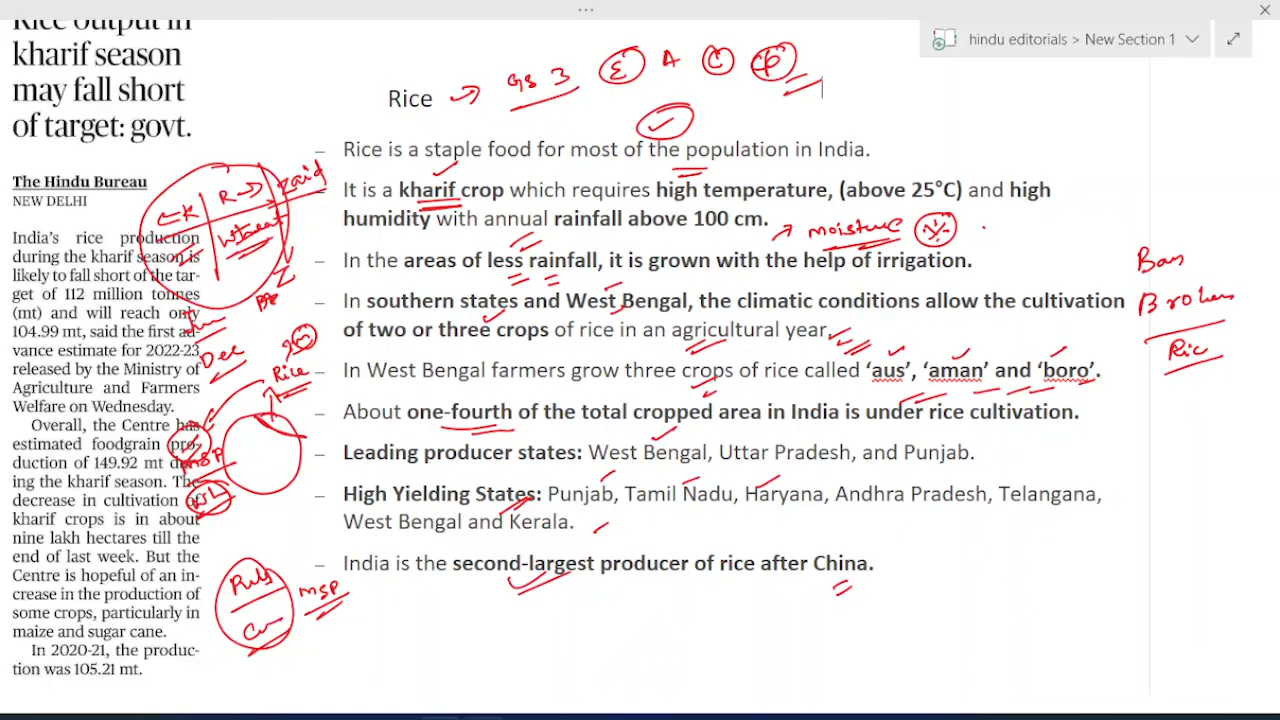 hindu editorials > New Section 1
Rice output in
kharif season
may fall short
of target: govt.
The Hindu Bureau
NEW DELHI
India's rice production
during the kharif season is
likely to fall short of the tar-
get of 112 million tonnes
(mt) and will reach only
104.99 mt, said the first ad-
vance estimate for 2022-23
released by the Ministry of
Agriculture and Farmers
Welfare on Wednesday.
Overall, the Centre has
estimated foodgrain pro-
duction of 149.92 mt dur-
ing the kharif season. The
decrease in cultivation of
kharif crops is in about
nine lakh hectares till the
end of last week. But the
Centre is hopeful of an in-
crease in the production of
some crops, particularly in
maize and sugar cane.
In 2020-21, the produc-
tion was 105.21 mt.
Rice → GS 3 E A C P
– Rice is a staple food for most of the population in India.
– It is a kharif crop which requires high temperature, (above 25°C) and high
humidity with annual rainfall above 100 cm.
→ moisture
– In the areas of less rainfall, it is grown with the help of irrigation.
– In southern states and West Bengal, the climatic conditions allow the cultivation
of two or three crops of rice in an agricultural year.
– In West Bengal farmers grow three crops of rice called ‘aus’, ‘aman’ and ‘boro’.
– About one-fourth of the total cropped area in India is under rice cultivation.
– Leading producer states: West Bengal, Uttar Pradesh, and Punjab.
– High Yielding States: Punjab, Tamil Nadu, Haryana, Andhra Pradesh, Telangana,
West Bengal and Kerala.
– India is the second-largest producer of rice after China.
K R → Zaid
Wheat
Dec
Rice
MSP
MSP
Ban
Broken
Ric